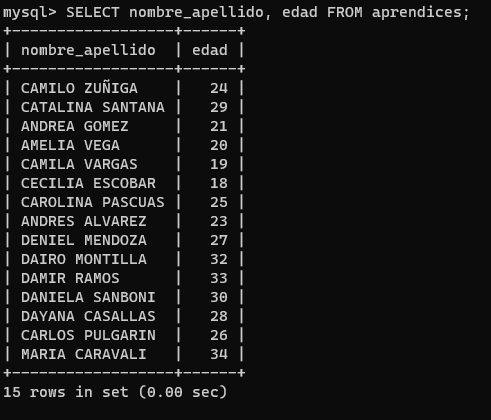 mysql> SELECT nombre_apellido, edad FROM aprendices;
+------------------+------+
| nombre_apellido  | edad |
+------------------+------+
| CAMILO ZUÑIGA    |   24 |
| CATALINA SANTANA |   29 |
| ANDREA GOMEZ     |   21 |
| AMELIA VEGA      |   20 |
| CAMILA VARGAS    |   19 |
| CECILIA ESCOBAR  |   18 |
| CAROLINA PASCUAS |   25 |
| ANDRES ALVAREZ   |   23 |
| DENIEL MENDOZA   |   27 |
| DAIRO MONTILLA   |   32 |
| DAMIR RAMOS      |   33 |
| DANIELA SANBONI  |   30 |
| DAYANA CASALLAS  |   28 |
| CARLOS PULGARIN  |   26 |
| MARIA CARAVALI   |   34 |
+------------------+------+
15 rows in set (0.00 sec)